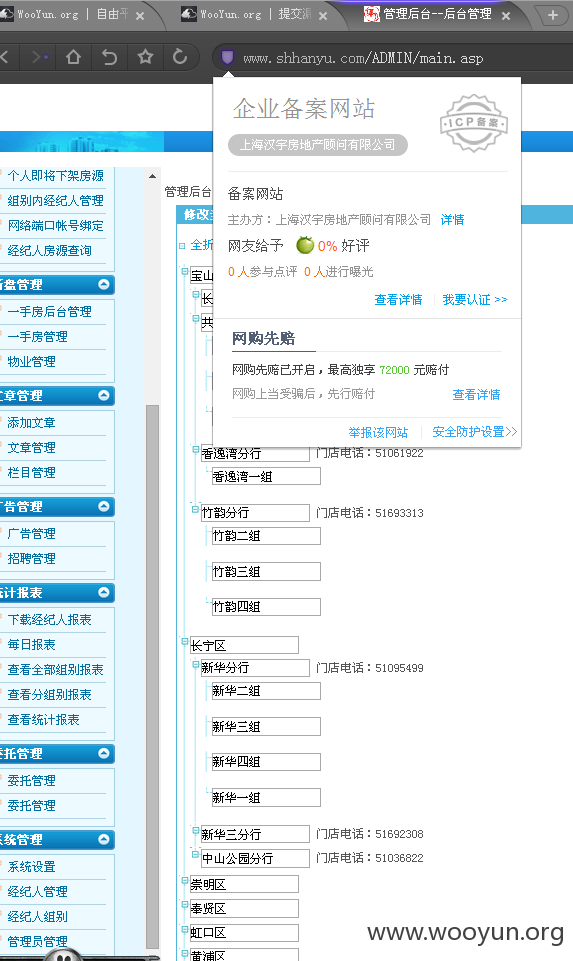 WooYun.org | 自由平
WooYun.org | 提交漏
管理后台--后台管理
www.shhanyu.com/ADMIN/main.asp
企业备案网站
ICP备案
上海汉宇房地产顾问有限公司
备案网站
主办方：上海汉宇房地产顾问有限公司 详情
网友给予 0% 好评
0 人参与点评 0 人进行曝光
查看详情 我要认证 >>
网购先赔
网购先赔已开启，最高独享 72000 元赔付
网购上当受骗后，先行赔付 查看详情
举报该网站 安全防护设置>>
个人即将下架房源
组别内经纪人管理
网络端口帐号绑定
经纪人房源查询
盘管理
一手房后台管理
一手房管理
物业管理
文章管理
添加文章
文章管理
栏目管理
广告管理
广告管理
招聘管理
统计报表
下载经纪人报表
每日报表
查看全部组别报表
查看分组别报表
查看统计报表
委托管理
委托管理
委托管理
系统管理
系统设置
经纪人管理
经纪人组别
管理员管理
管理后台
修改
全折
宝山
长
共
香逸湾分行 门店电话：51061922
香逸湾一组
竹韵分行 门店电话：51693313
竹韵二组
竹韵三组
竹韵四组
长宁区
新华分行 门店电话：51095499
新华二组
新华三组
新华四组
新华一组
新华三分行 门店电话：51692308
中山公园分行 门店电话：51036822
崇明区
奉贤区
虹口区
黄浦区
www.wooyun.org